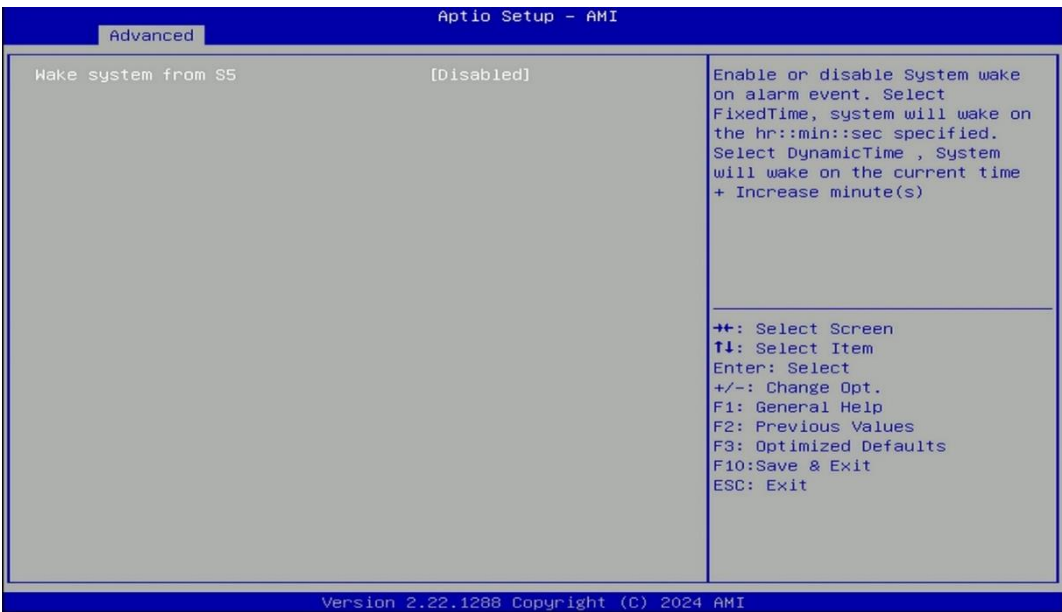 Aptio Setup – AMI
Advanced
Wake system from S5 [Disabled]
Enable or disable System wake
on alarm event. Select
FixedTime, system will wake on
the hr::min::sec specified.
Select DynamicTime , System
will wake on the current time
+ Increase minute(s)
→←: Select Screen
↑↓: Select Item
Enter: Select
+/-: Change Opt.
F1: General Help
F2: Previous Values
F3: Optimized Defaults
F10:Save & Exit
ESC: Exit
Version 2.22.1288 Copyright (C) 2024 AMI